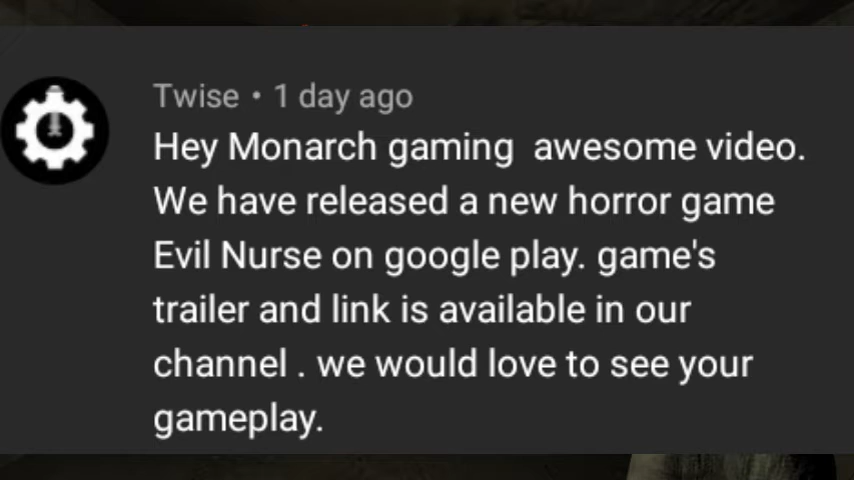 Twise • 1 day ago
Hey Monarch gaming  awesome video.
We have released a new horror game
Evil Nurse on google play. game's
trailer and link is available in our
channel . we would love to see your
gameplay.